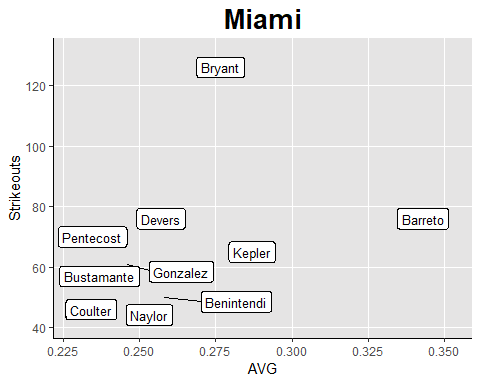 Miami
Strikeouts
120
100
80
60
40
Bryant
Devers
Barreto
Pentecost
Kepler
Bustamante
Gonzalez
Coulter
Naylor
Benintendi
0.225 0.250 0.275 0.300 0.325 0.350
AVG